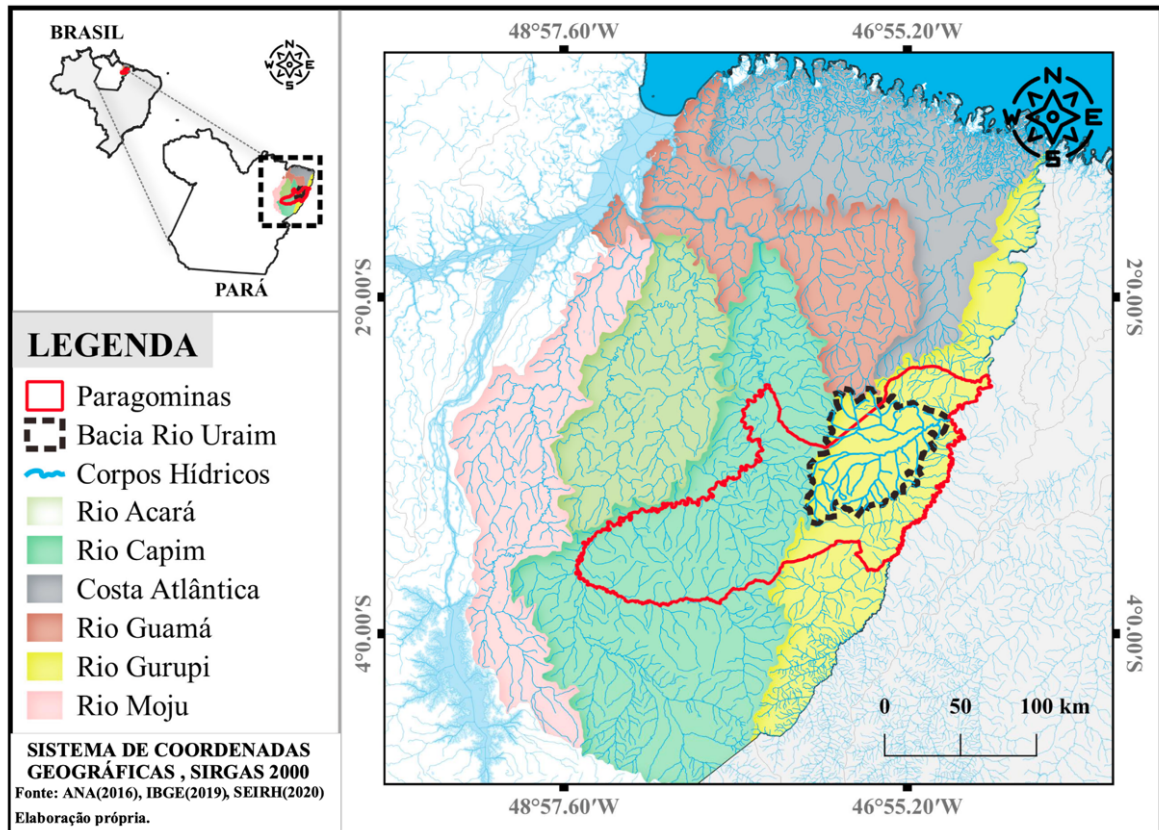 BRASIL
N
W E
S
PARÁ
LEGENDA
Paragominas
Bacia Rio Uraim
Corpos Hídricos
Rio Acará
Rio Capim
Costa Atlântica
Rio Guamá
Rio Gurupi
Rio Moju
SISTEMA DE COORDENADAS
GEOGRÁFICAS , SIRGAS 2000
Fonte: ANA(2016), IBGE(2019), SEIRH(2020)
Elaboração própria.
48°57.60′W 46°55.20′W
N
W E
S
2°0.00′S 2°0.00′S
4°0.00′S 4°0.00′S
0 50 100 km
48°57.60′W 46°55.20′W